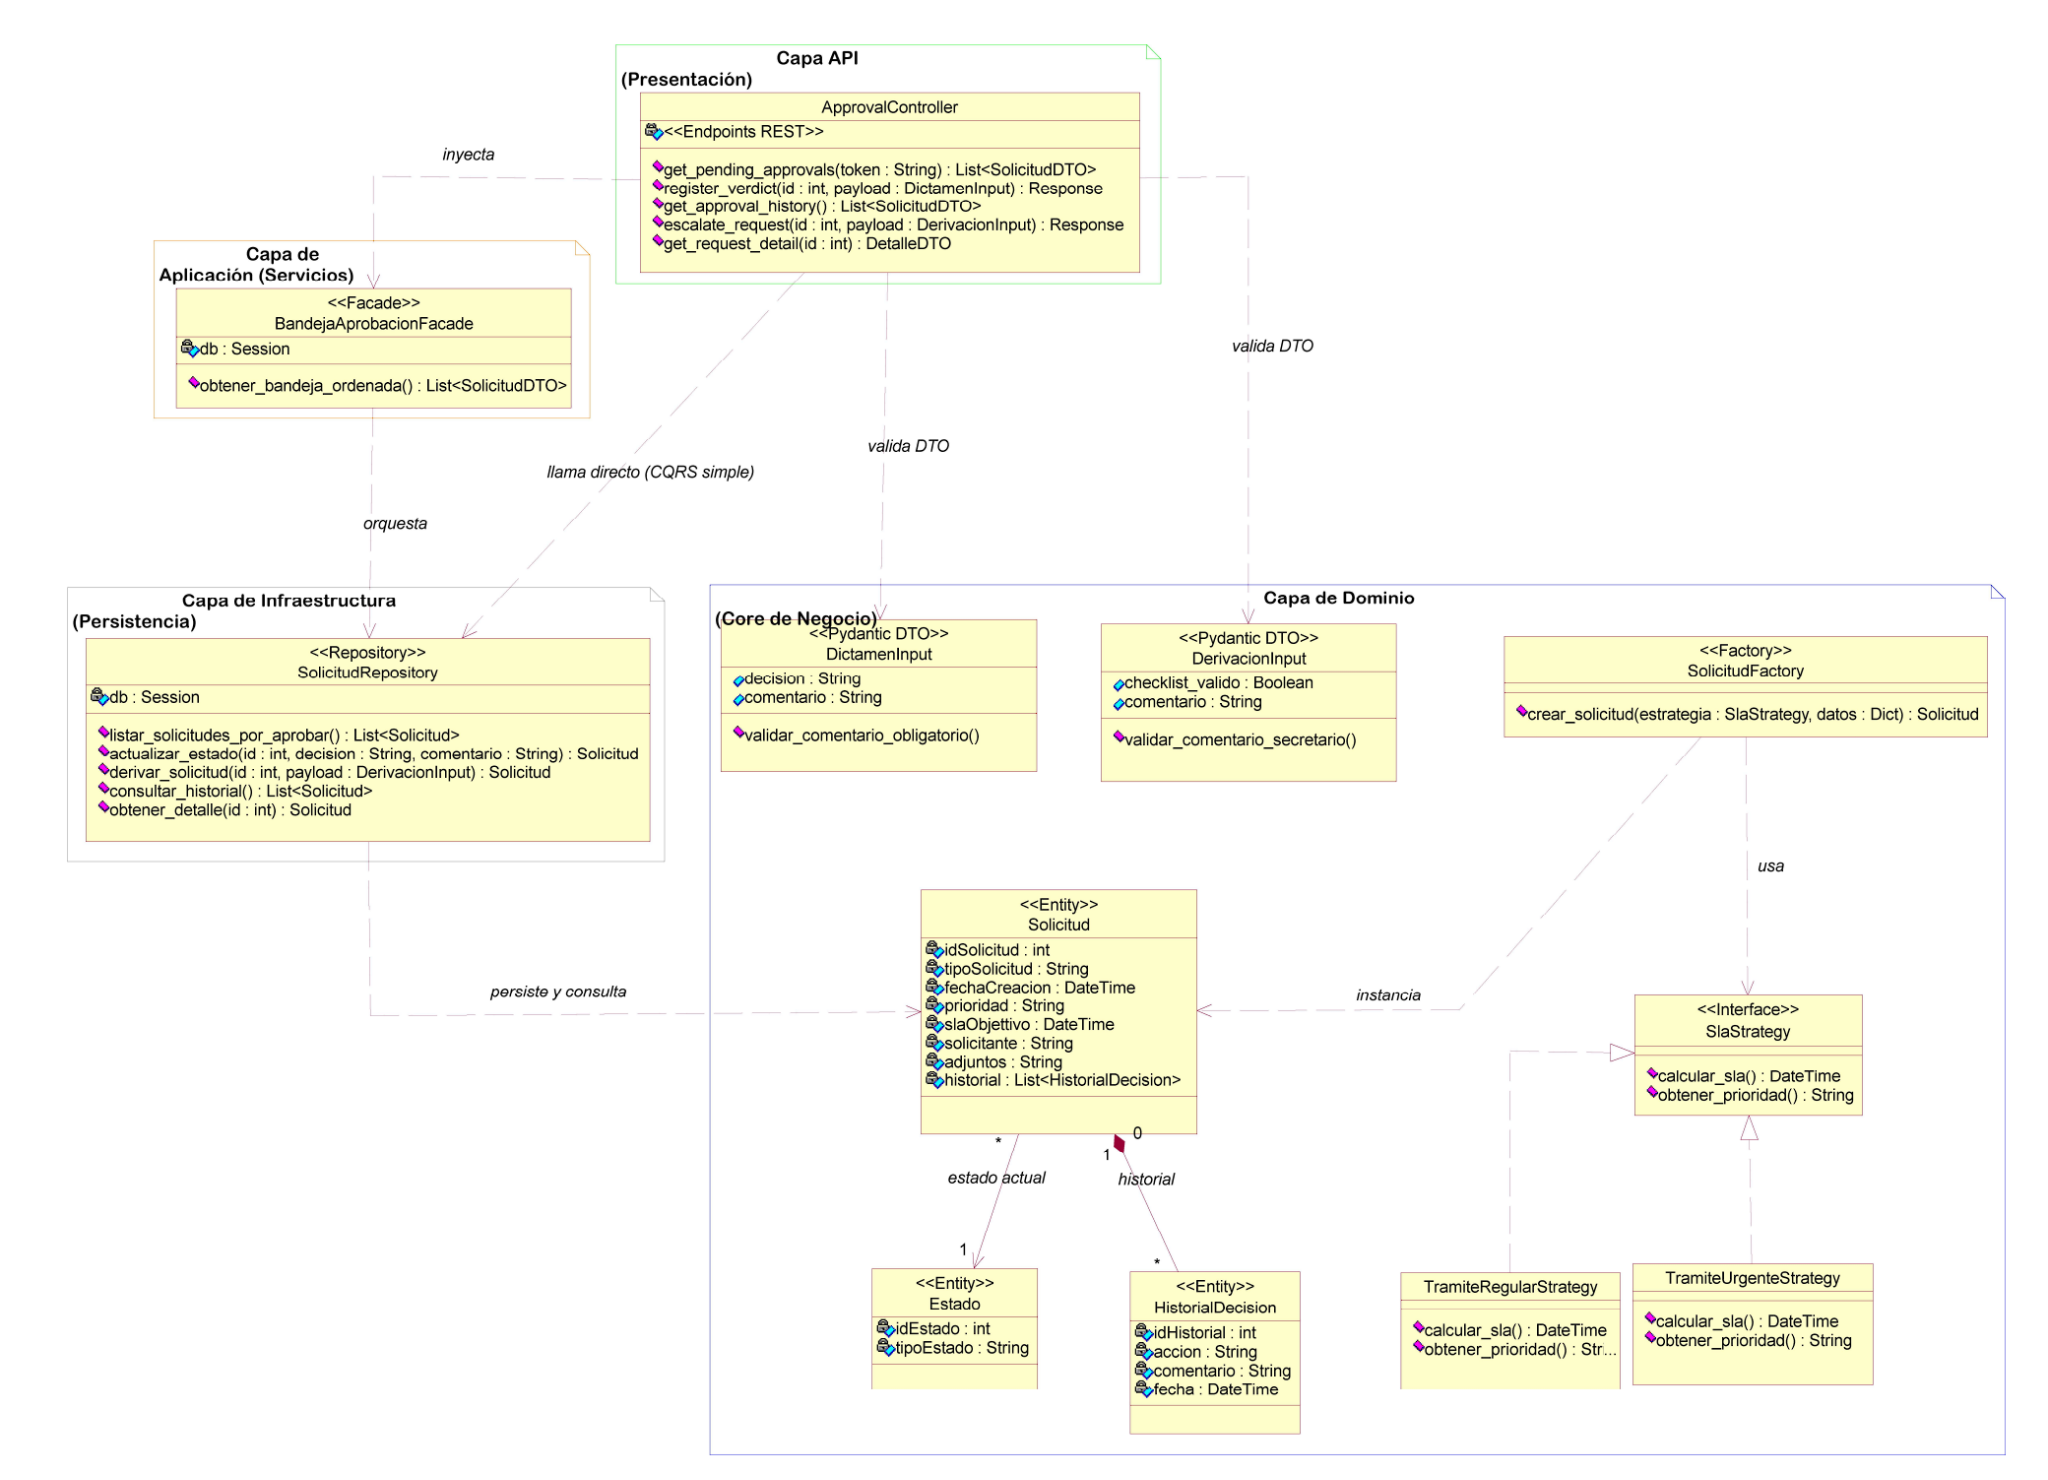 Capa API
(Presentación)
ApprovalController
<<Endpoints REST>>
get_pending_approvals(token : String) : List<SolicitudDTO>
register_verdict(id : int, payload : DictamenInput) : Response
get_approval_history() : List<SolicitudDTO>
escalate_request(id : int, payload : DerivacionInput) : Response
get_request_detail(id : int) : DetalleDTO
inyecta
Capa de
Aplicación (Servicios)
<<Facade>>
BandejaAprobacionFacade
db : Session
obtener_bandeja_ordenada() : List<SolicitudDTO>
valida DTO
valida DTO
llama directo (CQRS simple)
orquesta
Capa de Infraestructura
(Persistencia)
<<Repository>>
SolicitudRepository
db : Session
listar_solicitudes_por_aprobar() : List<Solicitud>
actualizar_estado(id : int, decision : String, comentario : String) : Solicitud
derivar_solicitud(id : int, payload : DerivacionInput) : Solicitud
consultar_historial() : List<Solicitud>
obtener_detalle(id : int) : Solicitud
Capa de Dominio
(Core de Negocio)
<<Pydantic DTO>>
DictamenInput
decision : String
comentario : String
validar_comentario_obligatorio()
<<Pydantic DTO>>
DerivacionInput
checklist_valido : Boolean
comentario : String
validar_comentario_secretario()
<<Factory>>
SolicitudFactory
crear_solicitud(estrategia : SlaStrategy, datos : Dict) : Solicitud
usa
persiste y consulta
instancia
<<Entity>>
Solicitud
idSolicitud : int
tipoSolicitud : String
fechaCreacion : DateTime
prioridad : String
slaObjettivo : DateTime
solicitante : String
adjuntos : String
historial : List<HistorialDecision>
<<Interface>>
SlaStrategy
calcular_sla() : DateTime
obtener_prioridad() : String
*
0
1
estado actual
historial
1
*
<<Entity>>
Estado
idEstado : int
tipoEstado : String
<<Entity>>
HistorialDecision
idHistorial : int
accion : String
comentario : String
fecha : DateTime
TramiteRegularStrategy
calcular_sla() : DateTime
obtener_prioridad() : Str...
TramiteUrgenteStrategy
calcular_sla() : DateTime
obtener_prioridad() : String